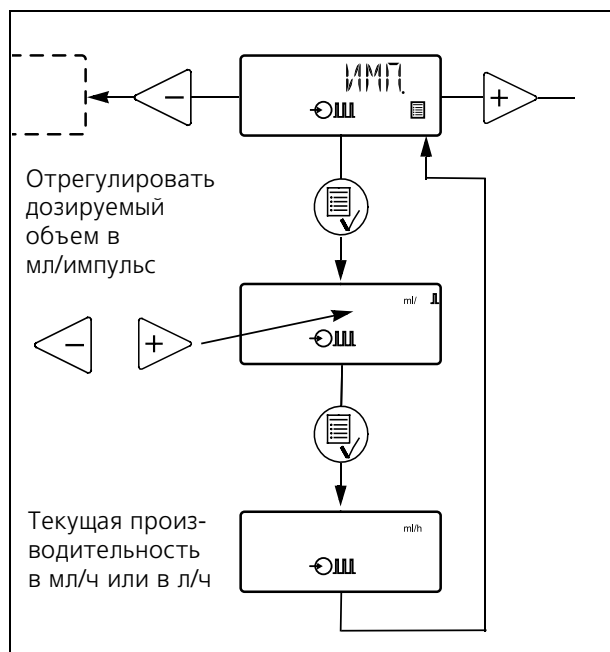 ИМП.
Отрегулировать
дозируемый
объем в
мл/импульс
ml/
Текущая произ-
водительность
в мл/ч или в л/ч
ml/h